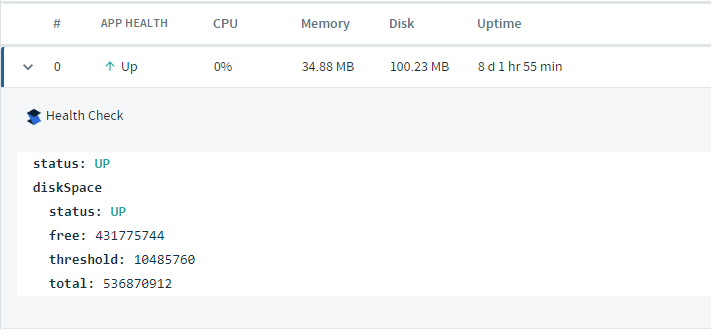 # APP HEALTH CPU Memory Disk Uptime
0 Up 0% 34.88 MB 100.23 MB 8 d 1 hr 55 min
Health Check
status: UP
diskSpace
status: UP
free: 431775744
threshold: 10485760
total: 536870912